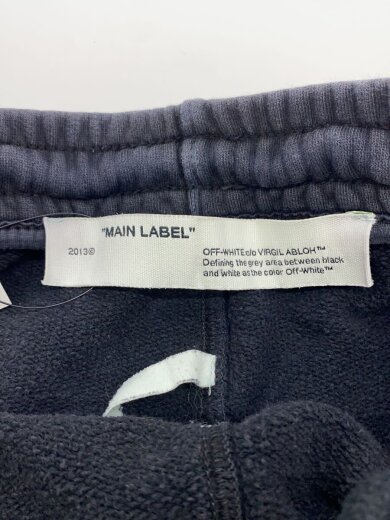 "MAIN LABEL"
2013©
OFF-WHITE c/o VIRGIL ABLOH™
Defining the grey area between black
and white as the color Off-White™